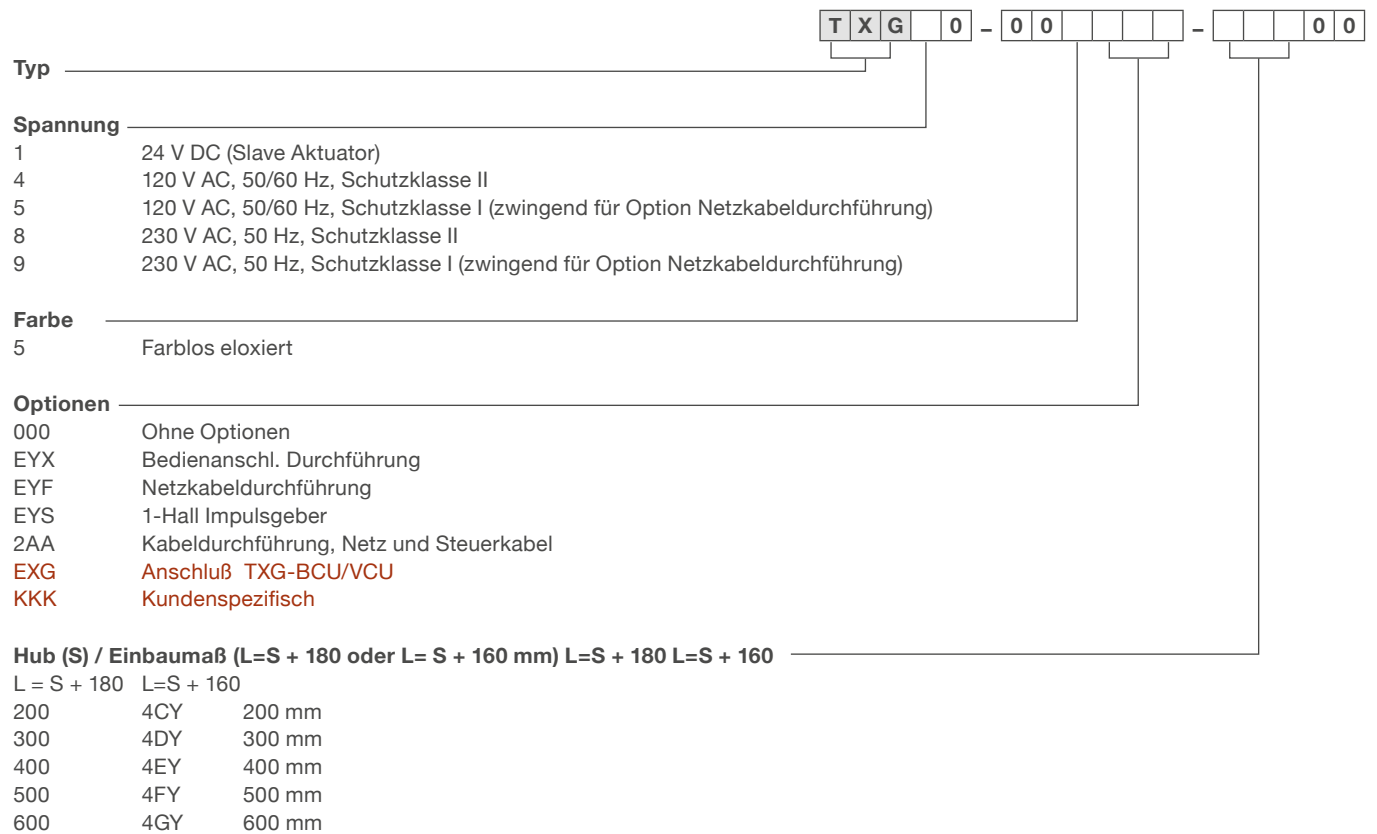 T X G 0 – 0 0 – 0 0
Typ
Spannung
1 24 V DC (Slave Aktuator)
4 120 V AC, 50/60 Hz, Schutzklasse II
5 120 V AC, 50/60 Hz, Schutzklasse I (zwingend für Option Netzkabeldurchführung)
8 230 V AC, 50 Hz, Schutzklasse II
9 230 V AC, 50 Hz, Schutzklasse I (zwingend für Option Netzkabeldurchführung)
Farbe
5 Farblos eloxiert
Optionen
000 Ohne Optionen
EYX Bedienanschl. Durchführung
EYF Netzkabeldurchführung
EYS 1-Hall Impulsgeber
2AA Kabeldurchführung, Netz und Steuerkabel
EXG Anschluß TXG-BCU/VCU
KKK Kundenspezifisch
Hub (S) / Einbaumaß (L=S + 180 oder L= S + 160 mm) L=S + 180 L=S + 160
L = S + 180 L=S + 160
200 4CY 200 mm
300 4DY 300 mm
400 4EY 400 mm
500 4FY 500 mm
600 4GY 600 mm